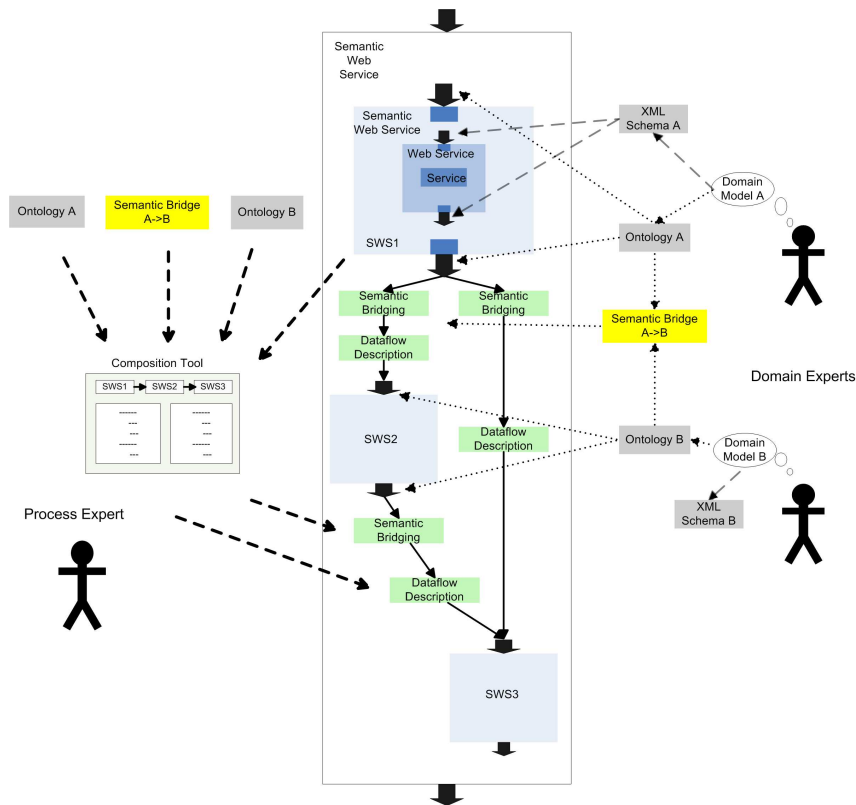 Semantic
Web
Service
Semantic
Web Service
Web Service
Service
SWS1
XML
Schema A
Domain
Model A
Ontology A
Semantic Bridge
A->B
Ontology B
Ontology A
Semantic Bridge
A->B
Domain Experts
Semantic
Bridging
Semantic
Bridging
Dataflow
Description
Composition Tool
SWS1
SWS2
SWS3
------
---
---
------
---
------
---
---
------
---
SWS2
Dataflow
Description
Ontology B
Domain
Model B
XML
Schema B
Process Expert
Semantic
Bridging
Dataflow
Description
SWS3